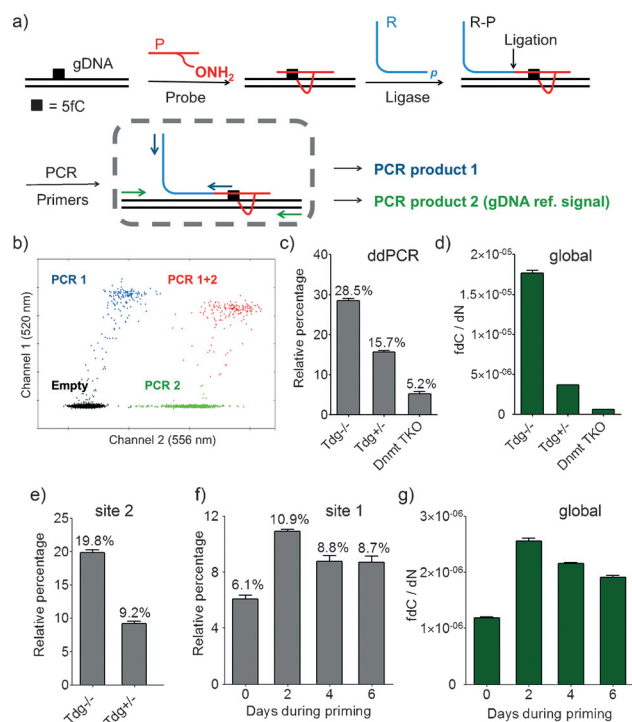 a)
gDNA
P
ONH2
Probe
R
p
Ligase
R-P
Ligation
■ = 5fC
PCR
Primers
PCR product 1
PCR product 2 (gDNA ref. signal)
b)
PCR 1
PCR 1+2
Empty
PCR 2
Channel 1 (520 nm)
Channel 2 (556 nm)
c)
ddPCR
Relative percentage
40
30
20
10
0
28.5%
15.7%
5.2%
Tdg-/-
Tdg+/-
Dnmt TKO
d)
global
fdC / dN
2×10-05
1×10-05
5×10-06
0
Tdg-/-
Tdg+/-
Dnmt TKO
e)
site 2
Relative percentage
25
20
15
10
5
0
19.8%
9.2%
Tdg-/-
Tdg+/-
f)
site 1
Relative percentage
12
9
6
3
0
6.1%
10.9%
8.8%
8.7%
0 2 4 6
Days during priming
g)
global
fdC / dN
3×10-06
2×10-06
1×10-06
0
0 2 4 6
Days during priming